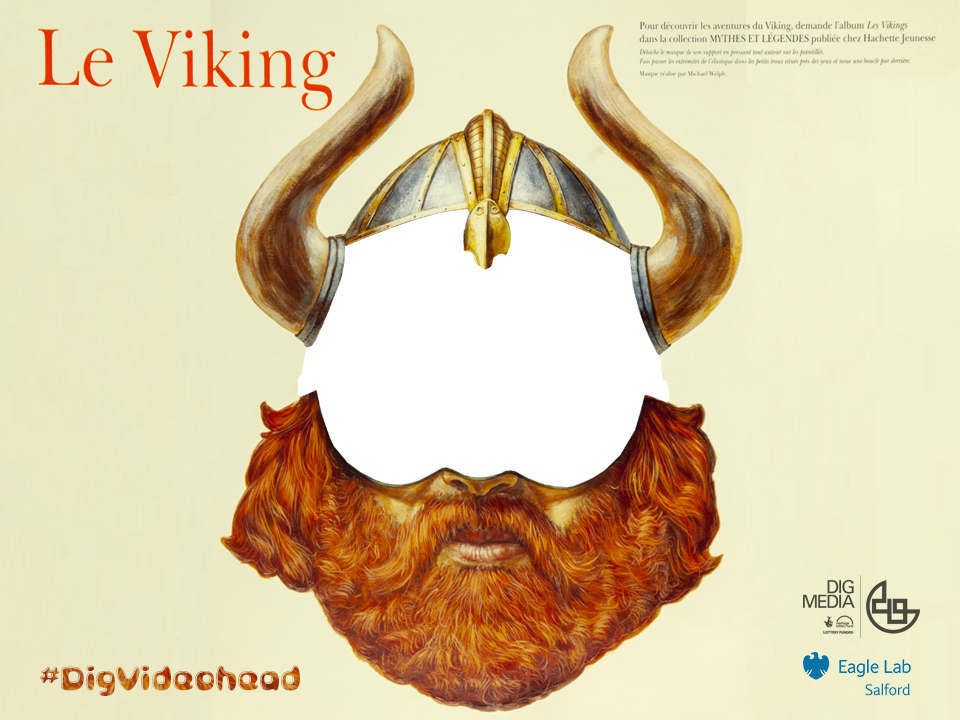 Le Viking
Pour découvrir les aventures du Viking, demande l'album Les Vikings
dans la collection MYTHES ET LÉGENDES publiée chez Hachette Jeunesse
Détache le masque de son support en pressant tout autour sur les pointillés.
Fais passer les extrémités de l'élastique dans les petits trous situés près des yeux et noue une boucle par derrière.
Masque réalisé par Michael Welply.
DIG
MEDIA
LOTTERY FUNDED
#DigVideohead
Eagle Lab
Salford